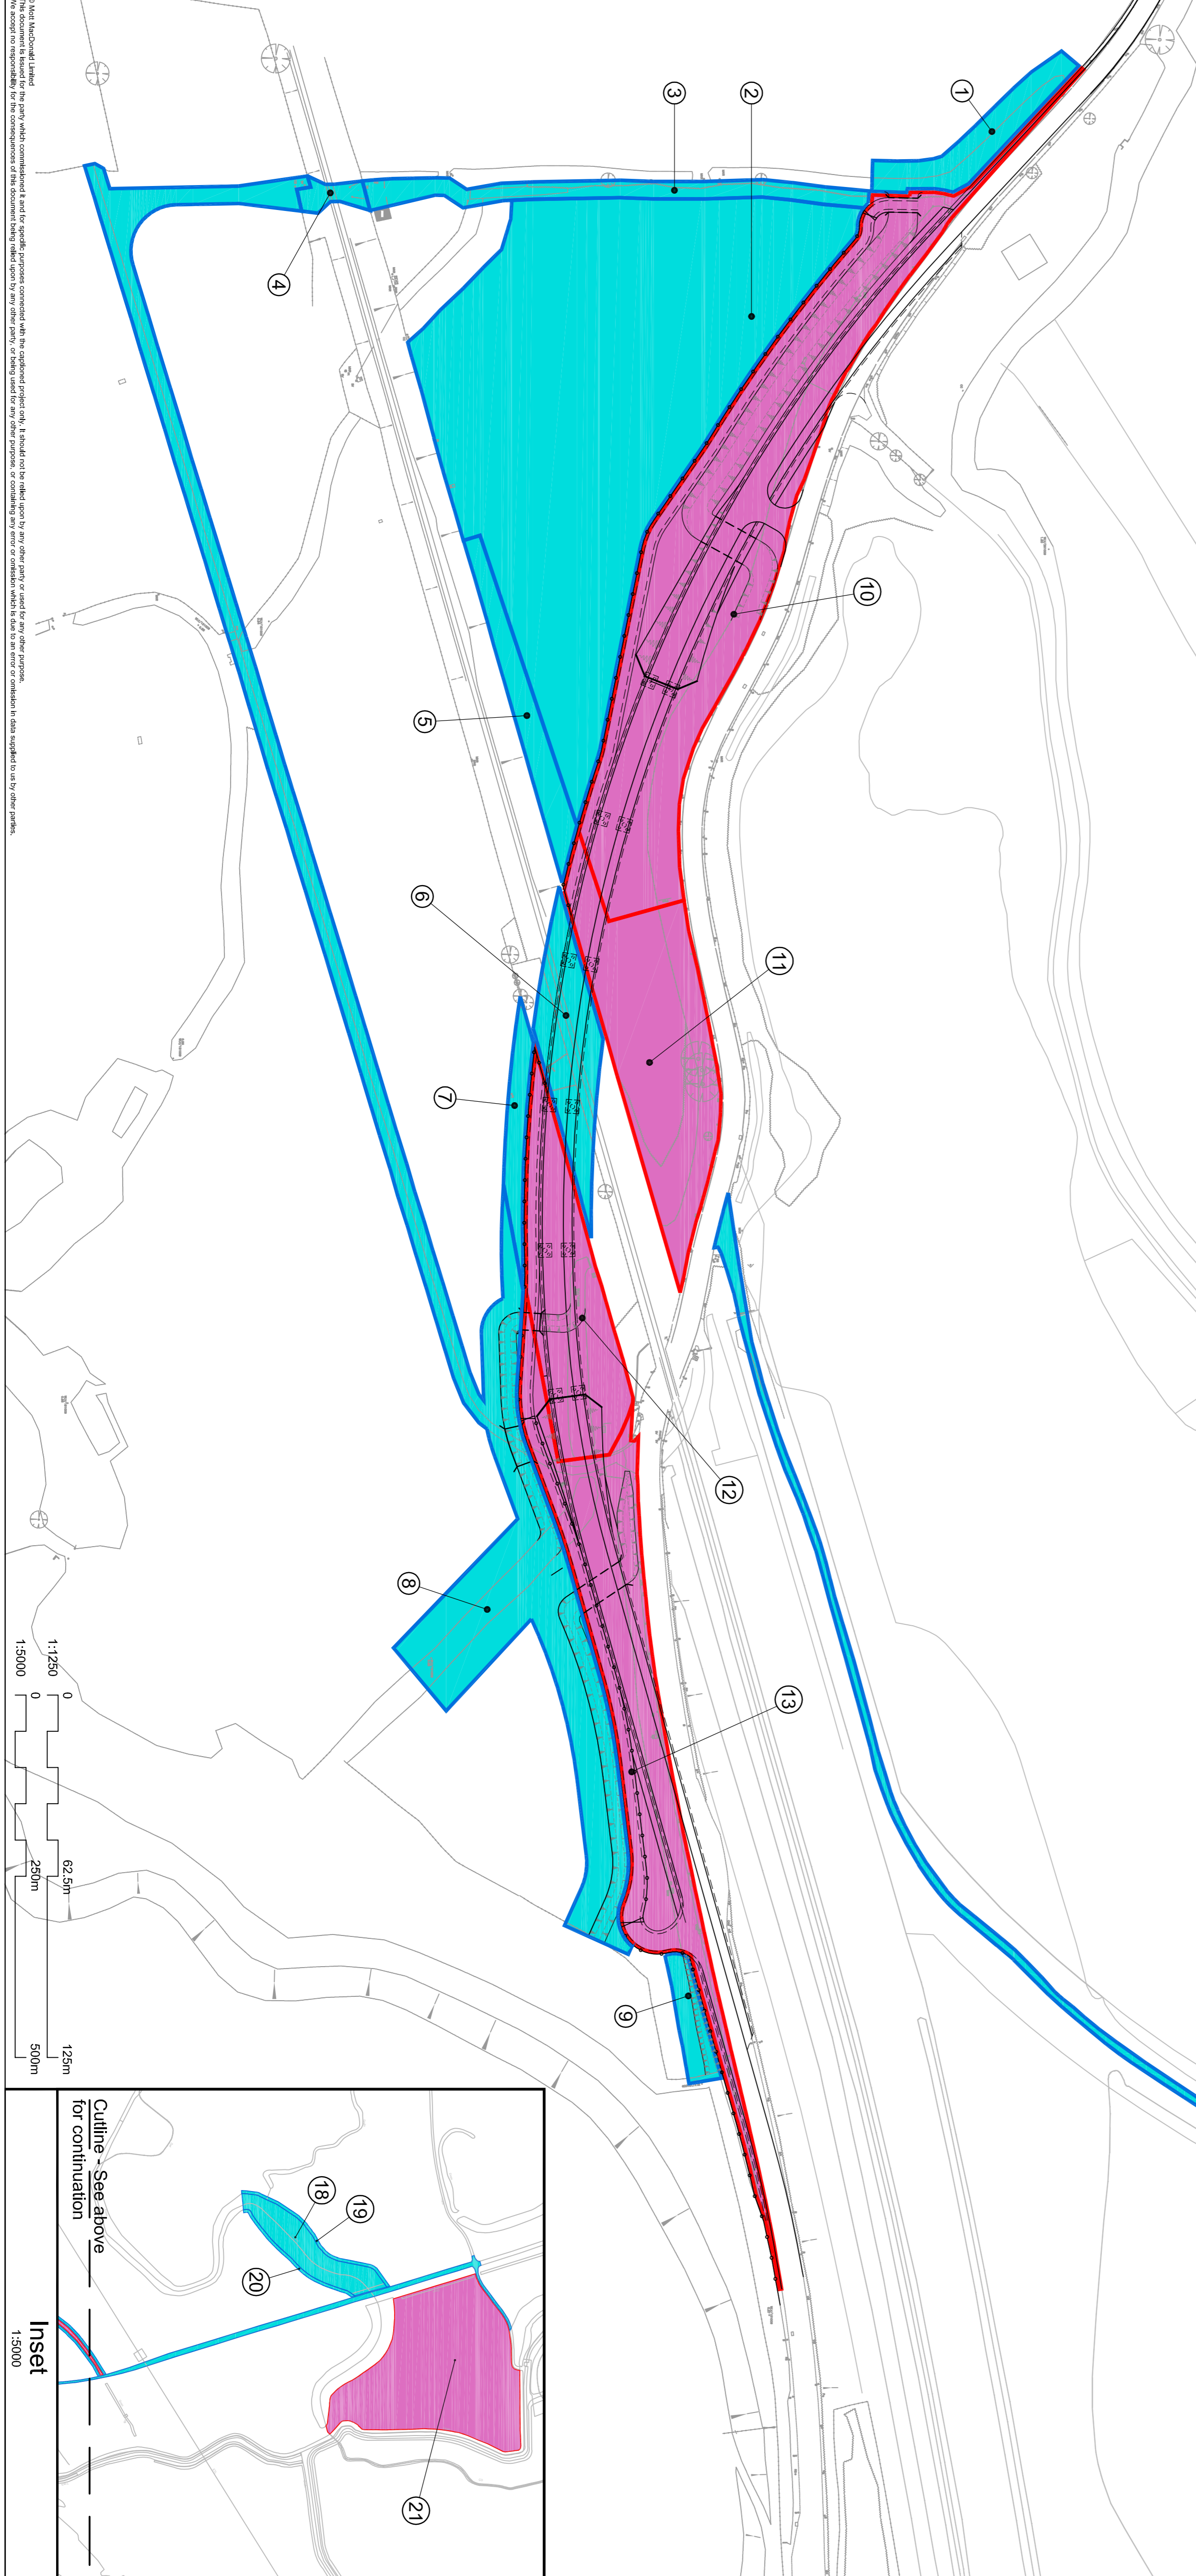 © Mott MacDonald Limited
This document is issued for the party which commissioned it and for specific purposes connected with the captioned project only. It should not be relied upon by any other party or used for any other purpose.
We accept no responsibility for the consequences of this document being relied upon by any other party, or being used for any other purpose, or containing any error or omission which is due to an error or omission in data supplied to us by other parties.
1
2
3
4
5
6
7
8
9
10
11
12
13
1:1250
0
62.5m
125m
1:5000
0
250m
500m
18
19
20
21
Cutline - See above
for continuation
Inset
1:5000